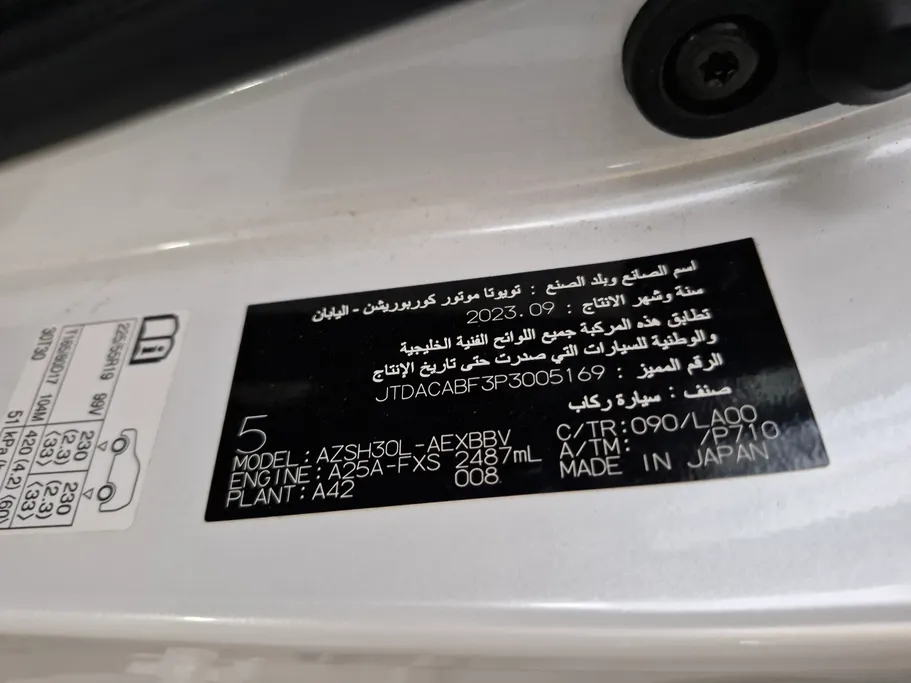 اسم الصانع وبلد الصنع : تويوتا موتور كوربوريشن - اليابان
سنة وشهر الانتاج : 2023.09
تطابق هذه المركبة جميع اللوائح الفنية الخليجية
والوطنية للسيارات التي صدرت حتى تاريخ الإنتاج
الرقم المميز : JTDACABF3P3005169
صنف : سيارة ركاب
5
MODEL:AZSH30L-AEXBBV C/TR:090/LA00
ENGINE:A25A-FXS 2487mL A/TM: /P710
PLANT:A42 008 MADE IN JAPAN
225/55R19 99V 230 (2.3) ⟨33⟩ 230 (2.3) ⟨33⟩
T165/80D17 104M 420 (4.2) ⟨60⟩